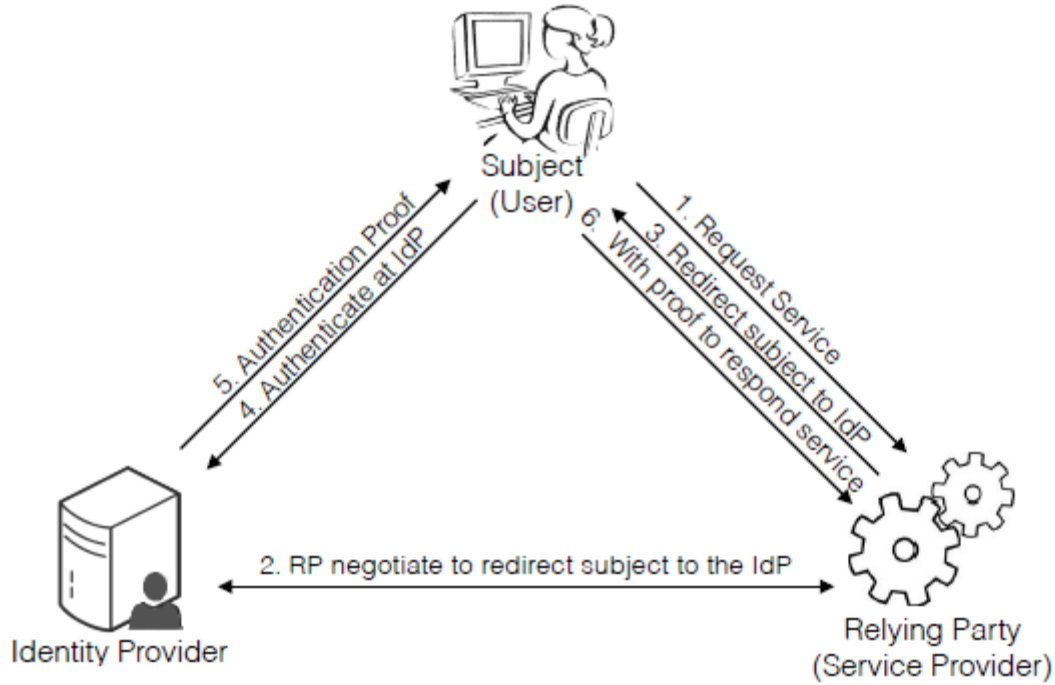 Subject
(User)
1. Request Service
3. Redirect subject to IdP
6. With proof to respond service
5. Authentication Proof
4. Authenticate at IdP
2. RP negotiate to redirect subject to the IdP
Identity Provider
Relying Party
(Service Provider)